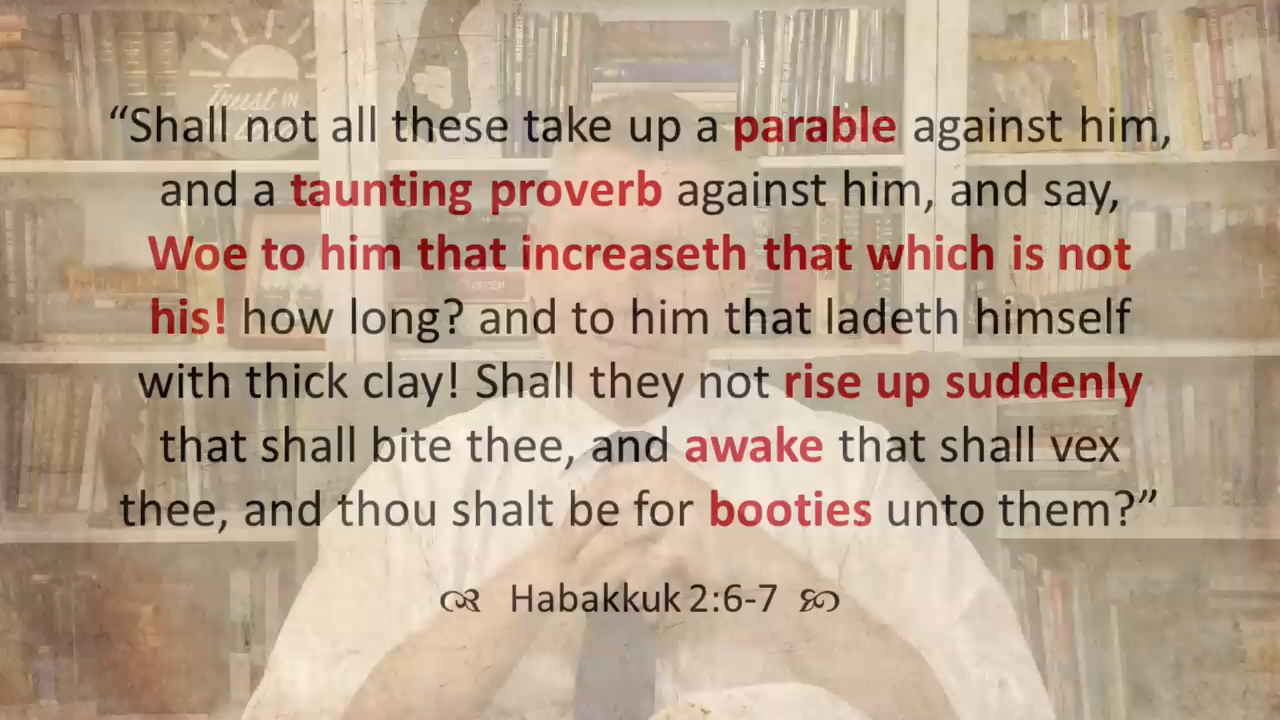 Trust IN
“Shall not all these take up a parable against him,
and a taunting proverb against him, and say,
Woe to him that increaseth that which is not
his! how long? and to him that ladeth himself
with thick clay! Shall they not rise up suddenly
that shall bite thee, and awake that shall vex
thee, and thou shalt be for booties unto them?”
Habakkuk 2:6-7